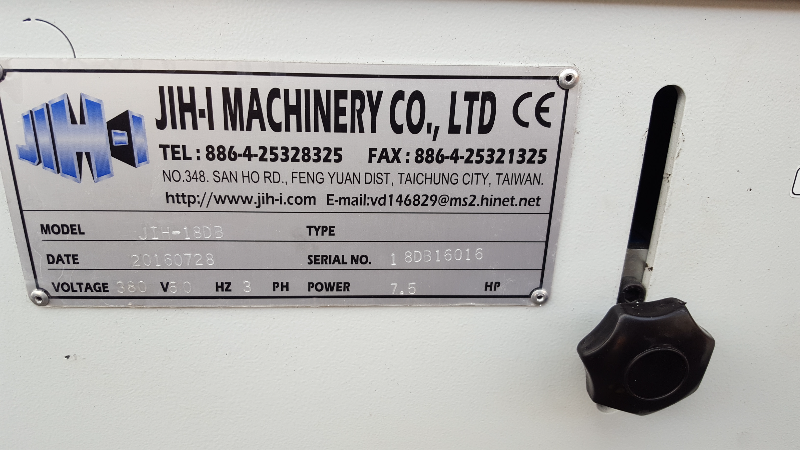 JIH-I
JIH-I MACHINERY CO., LTD CE
TEL : 886-4-25328325 FAX : 886-4-25321325
NO.348. SAN HO RD., FENG YUAN DIST, TAICHUNG CITY, TAIWAN.
http://www.jih-i.com E-mail:vd146829@ms2.hinet.net
MODEL JIH-18DB TYPE
DATE 20160728 SERIAL NO. 18DB16016
VOLTAGE 380 V 50 HZ 3 PH POWER 7.5 HP